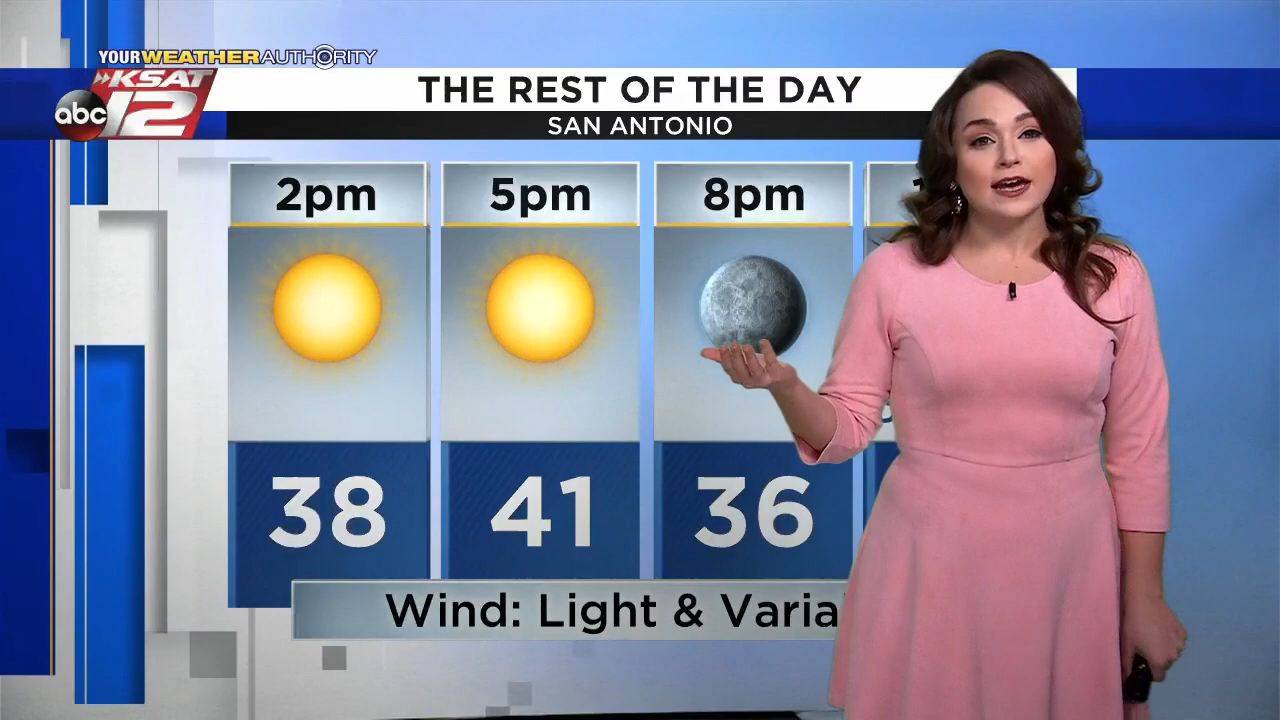 YOUR WEATHER AUTHORITY
KSAT
abc 12
THE REST OF THE DAY
SAN ANTONIO
2pm 5pm 8pm
38 41 36
Wind: Light &